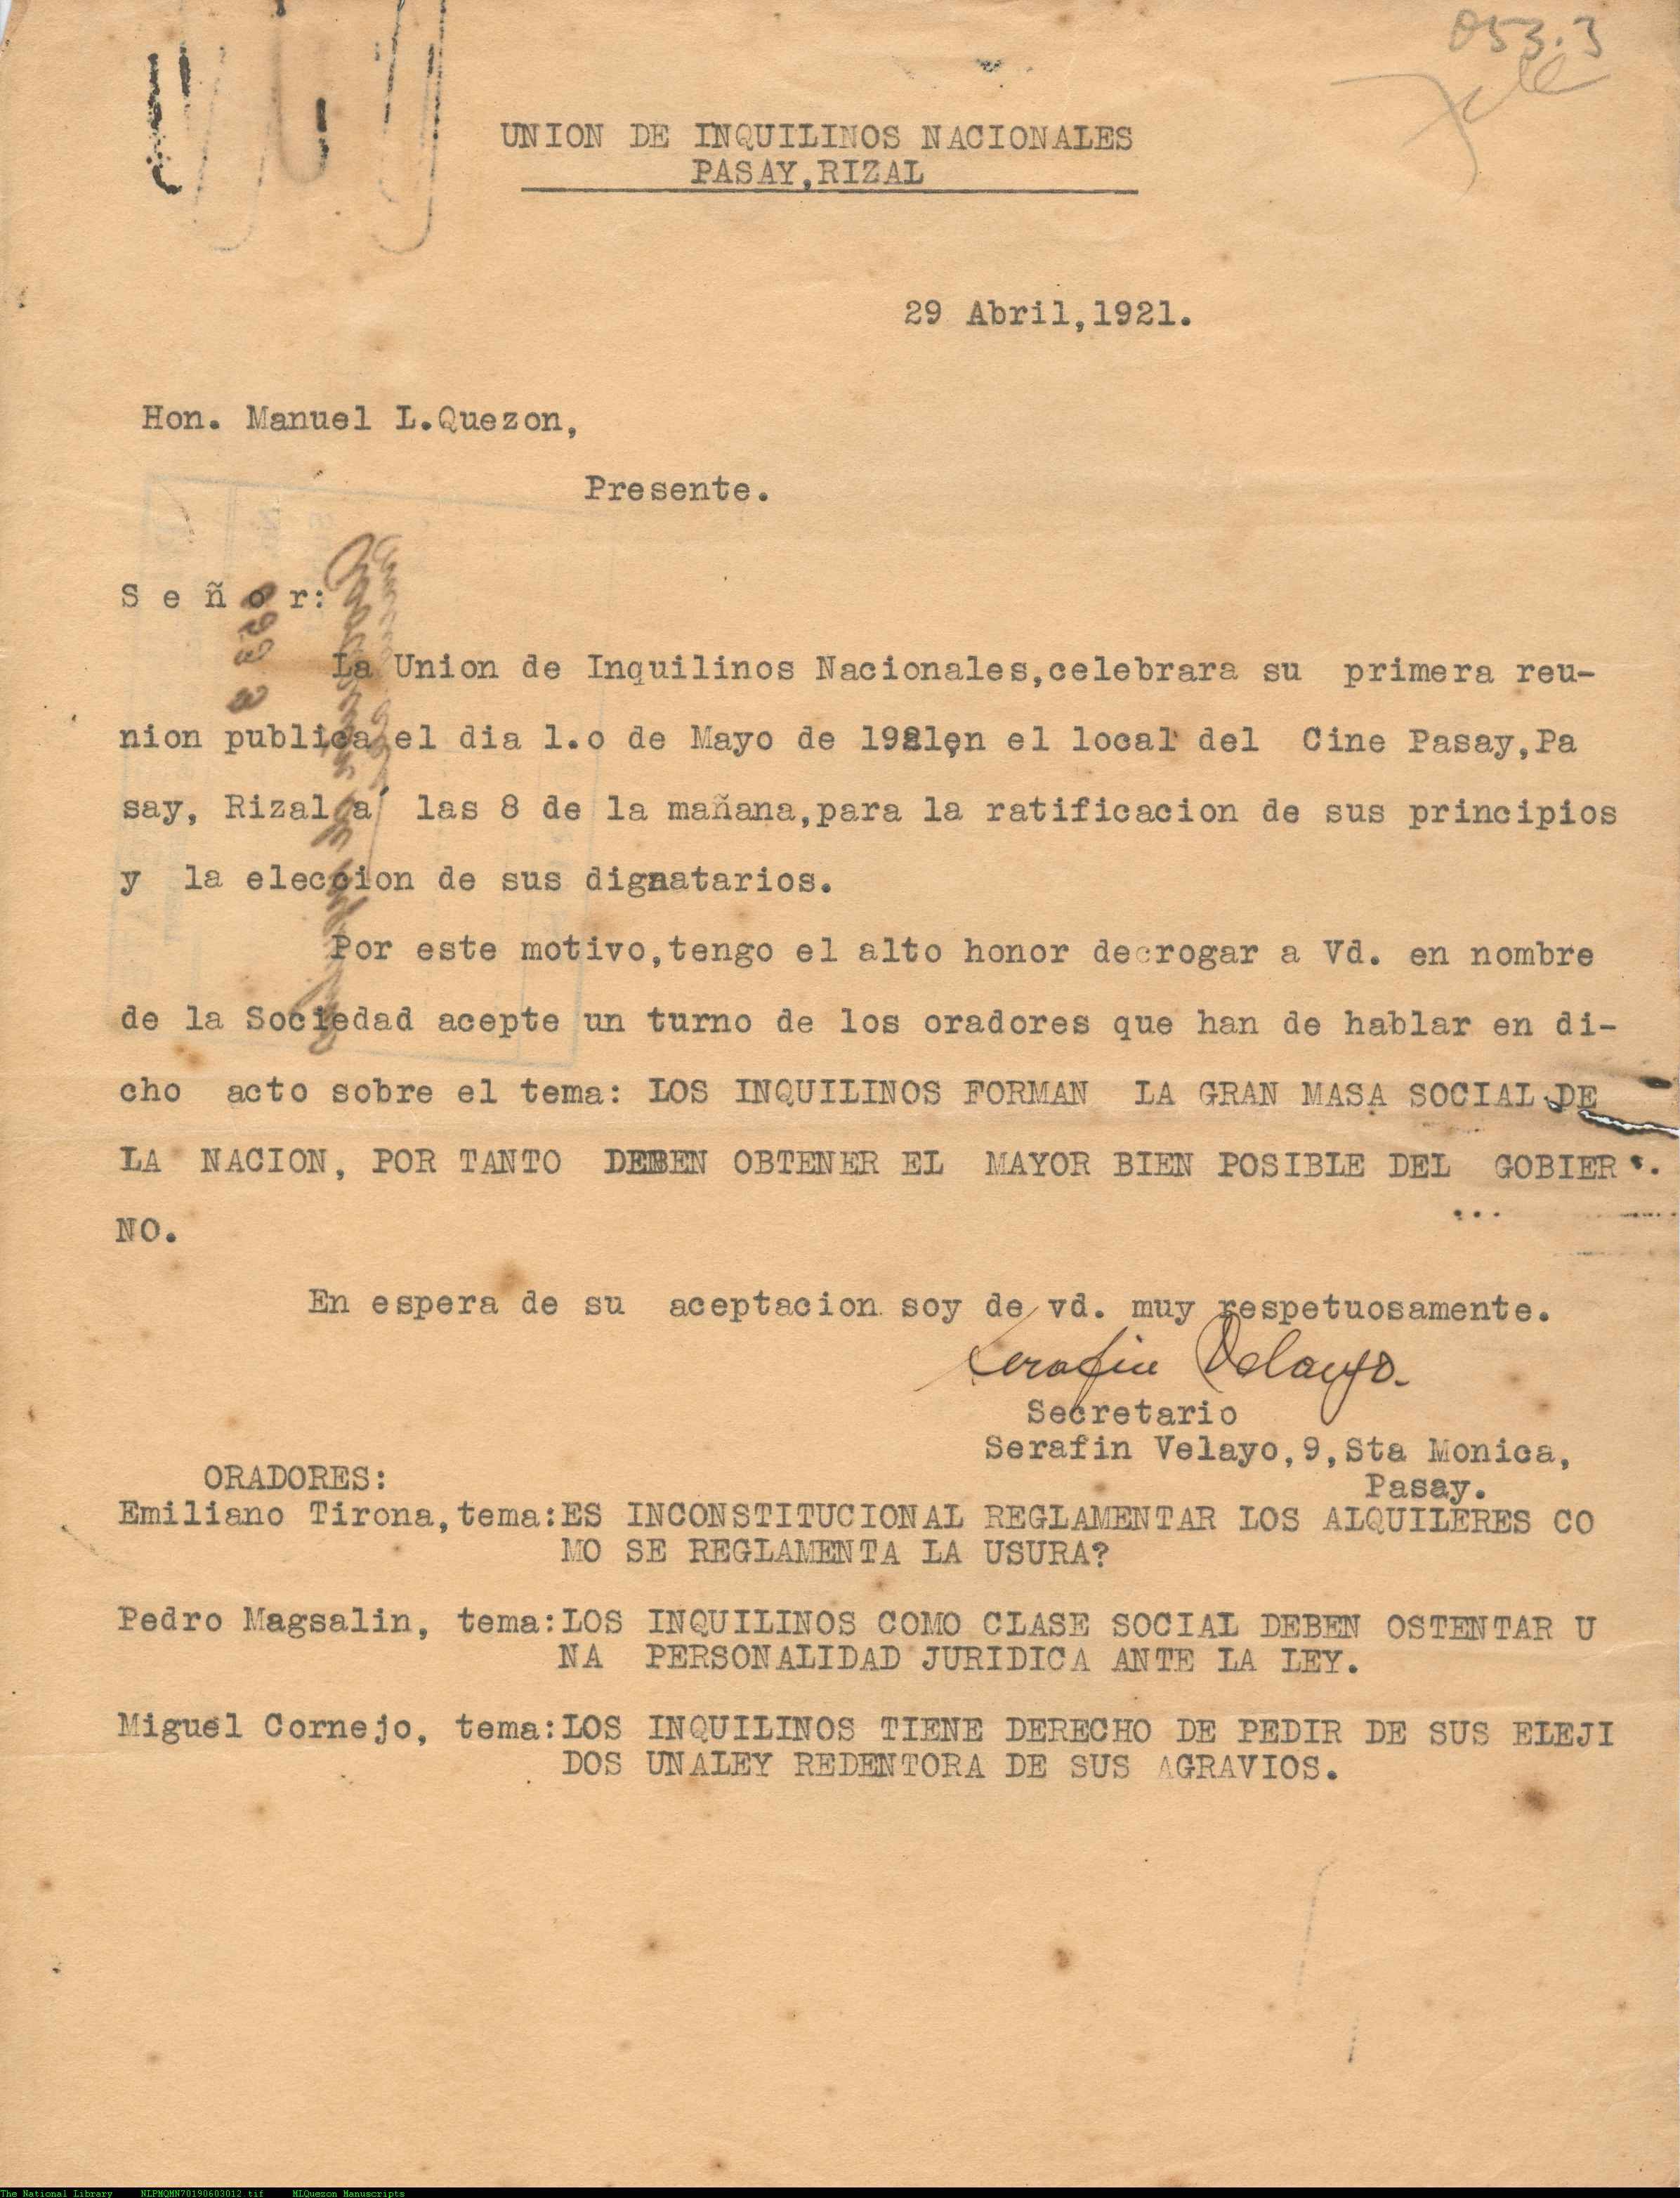 053.3
UNION DE INQUILINOS NACIONALES
PASAY,RIZAL
29 Abril,1921.
Hon. Manuel L.Quezon,
Presente.
S e ñ o r:
La Union de Inquilinos Nacionales,celebrara su primera reu-
nion publica el dia 1.o de Mayo de 1921,en el local del Cine Pasay,Pa
say, Rizal a las 8 de la mañana,para la ratificacion de sus principios
y la eleccion de sus dignatarios.
Por este motivo,tengo el alto honor de rogar a Vd. en nombre
de la Sociedad acepte un turno de los oradores que han de hablar en di-
cho acto sobre el tema: LOS INQUILINOS FORMAN LA GRAN MASA SOCIAL DE
LA NACION, POR TANTO DEBEN OBTENER EL MAYOR BIEN POSIBLE DEL GOBIER
NO.
En espera de su aceptacion soy de vd. muy respetuosamente.
Serafin Velayo.
Secretario
Serafin Velayo,9,Sta Monica,
Pasay.
ORADORES:
Emiliano Tirona,tema:ES INCONSTITUCIONAL REGLAMENTAR LOS ALQUILERES CO
MO SE REGLAMENTA LA USURA?
Pedro Magsalin, tema:LOS INQUILINOS COMO CLASE SOCIAL DEBEN OSTENTAR U
NA PERSONALIDAD JURIDICA ANTE LA LEY.
Miguel Cornejo, tema:LOS INQUILINOS TIENE DERECHO DE PEDIR DE SUS ELEJI
DOS UNALEY REDENTORA DE SUS AGRAVIOS.
The National Library NLPMQMN70190603012.tif MLQuezon Manuscripts